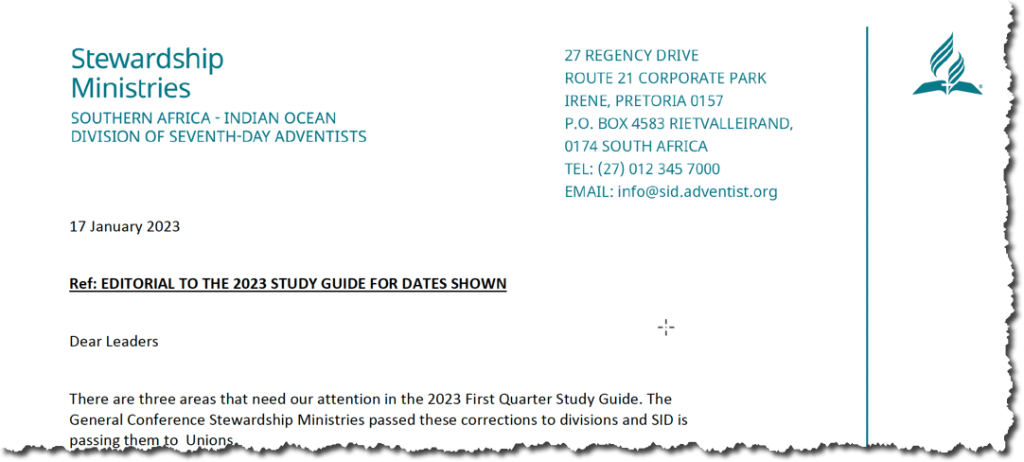 Stewardship
Ministries
SOUTHERN AFRICA - INDIAN OCEAN
DIVISION OF SEVENTH-DAY ADVENTISTS
27 REGENCY DRIVE
ROUTE 21 CORPORATE PARK
IRENE, PRETORIA 0157
P.O. BOX 4583 RIETVALLEIRAND,
0174 SOUTH AFRICA
TEL: (27) 012 345 7000
EMAIL: info@sid.adventist.org
17 January 2023
Ref: EDITORIAL TO THE 2023 STUDY GUIDE FOR DATES SHOWN
Dear Leaders
There are three areas that need our attention in the 2023 First Quarter Study Guide. The
General Conference Stewardship Ministries passed these corrections to divisions and SID is
passing them to Unions.